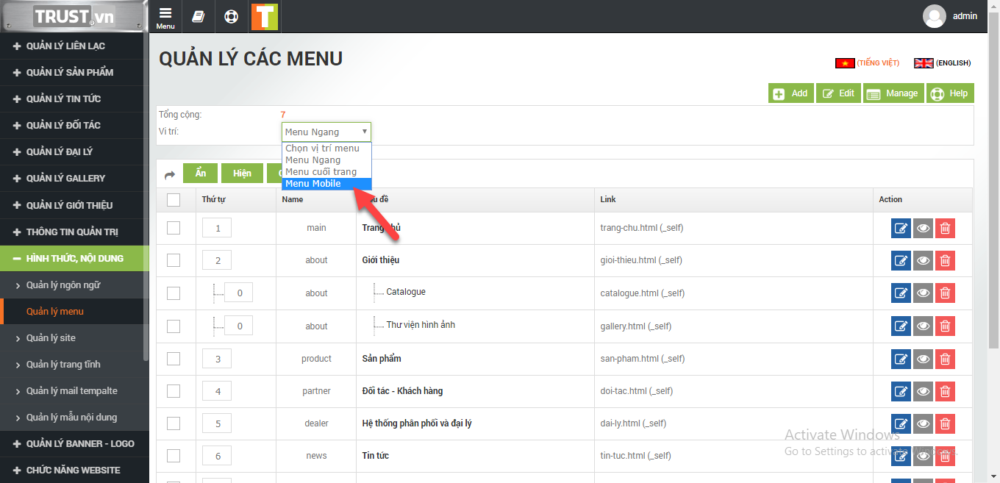 TRUST.vn
Menu
admin
QUẢN LÝ LIÊN LẠC
QUẢN LÝ SẢN PHẨM
QUẢN LÝ TIN TỨC
QUẢN LÝ ĐỐI TÁC
QUẢN LÝ ĐẠI LÝ
QUẢN LÝ GALLERY
QUẢN LÝ GIỚI THIỆU
THÔNG TIN QUẢN TRỊ
HÌNH THỨC, NỘI DUNG
Quản lý ngôn ngữ
Quản lý menu
Quản lý site
Quản lý trang tĩnh
Quản lý mail tempalte
Quản lý mẫu nội dung
QUẢN LÝ BANNER - LOGO
CHỨC NĂNG WEBSITE
QUẢN LÝ CÁC MENU
(TIẾNG VIỆT) (ENGLISH)
Add Edit Manage Help
Tổng cộng: 7
Vi trí: Menu Ngang
Chọn vị trí menu
Menu Ngang
Menu cuối trang
Menu Mobile
Ẩn Hiện
Thứ tự Name đề Link Action
1 main Trang chủ trang-chu.html (_self)
2 about Giới thiệu gioi-thieu.html (_self)
0 about Catalogue catalogue.html (_self)
0 about Thư viện hình ảnh gallery.html (_self)
3 product Sản phẩm san-pham.html (_self)
4 partner Đối tác - Khách hàng doi-tac.html (_self)
5 dealer Hệ thống phân phối và đại lý dai-ly.html (_self)
6 news Tin tức tin-tuc.html (_self)
Activate Windows
Go to Settings to activate Windows.